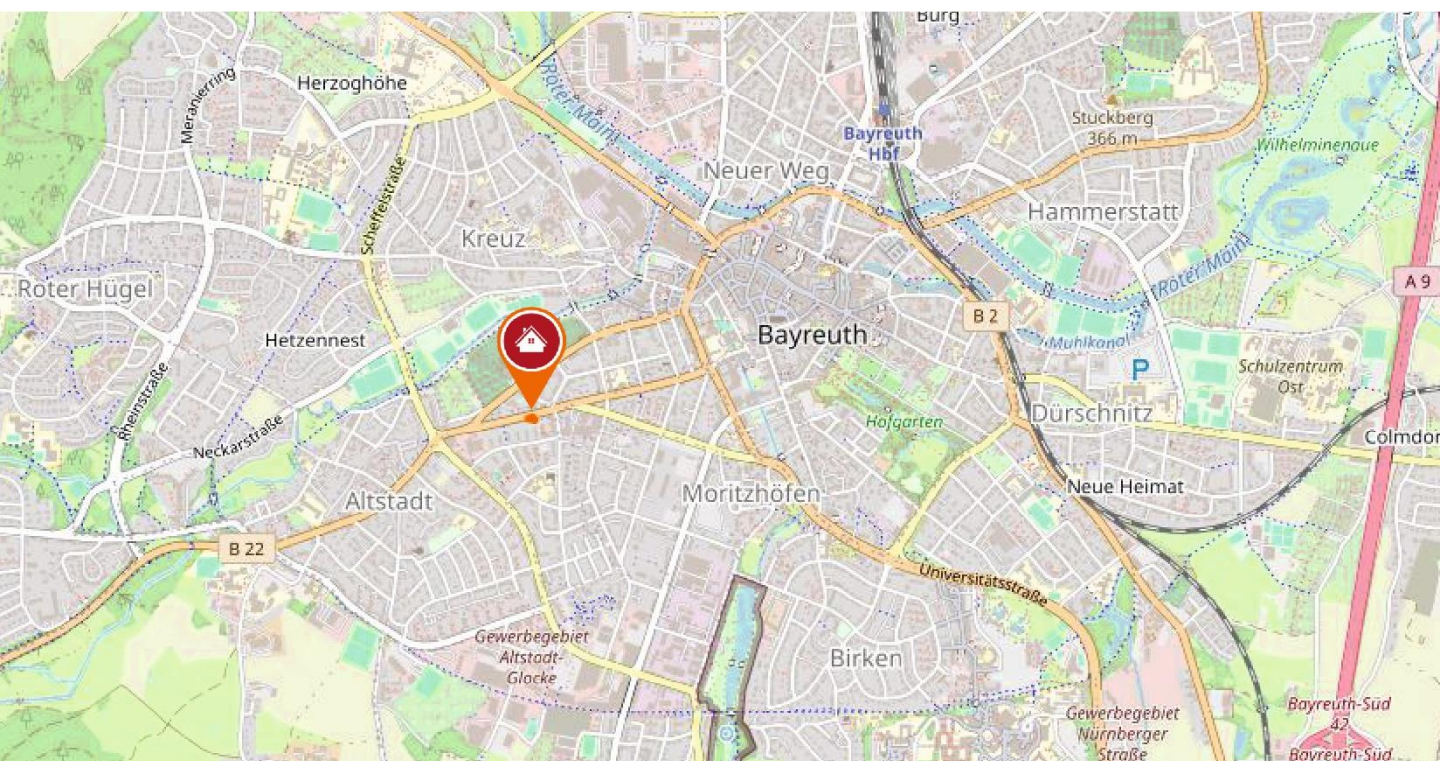 Burg
Herzoghöhe
Meranierring
Roter Main
Stuckberg
366 m
Bayreuth
Hbf
Wilhelminenaue
Neuer Weg
Scheffelstraße
Hammerstatt
Kreuz
Roter Main
Roter Hügel
A 9
B 2
Hetzennest
Bayreuth
Mühlkanal
P
Schulzentrum
Ost
Rheinstraße
Hofgarten
Dürschnitz
Neckarstraße
Colmdor
Altstadt
Moritzhöfen
Neue Heimat
B 22
Universitätsstraße
Gewerbegebiet
Altstadt-
Glocke
Birken
Bayreuth-Süd
42
Gewerbegebiet
Nürnberger
Straße
Bayreuth-Süd